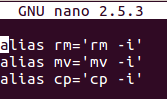 GNU nano 2.5.3
alias rm='rm -i'
alias mv='mv -i'
alias cp='cp -i'